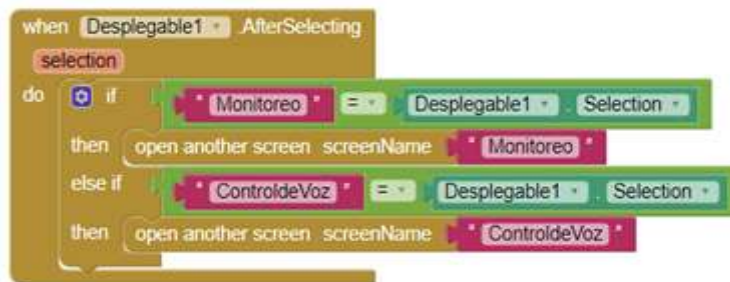 when Desplegable1 .AfterSelecting
selection
do if " Monitoreo " = Desplegable1 . Selection
then open another screen screenName " Monitoreo "
else if " ControldeVoz " = Desplegable1 . Selection
then open another screen screenName " ControldeVoz "